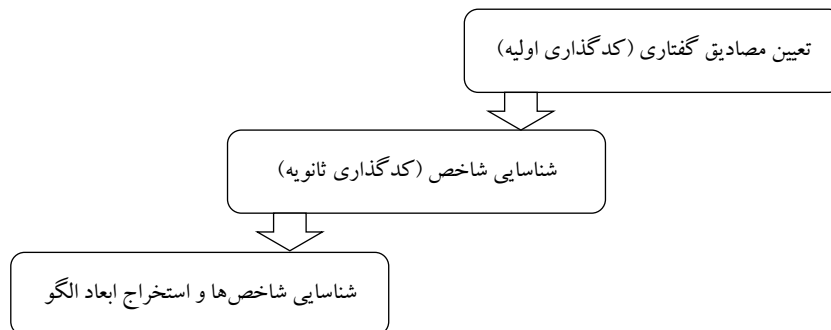 تعیین مصادیق گفتاری (کدگذاری اولیه)
شناسایی شاخص (کدگذاری ثانویه)
شناسایی شاخص‌ها و استخراج ابعاد الگو